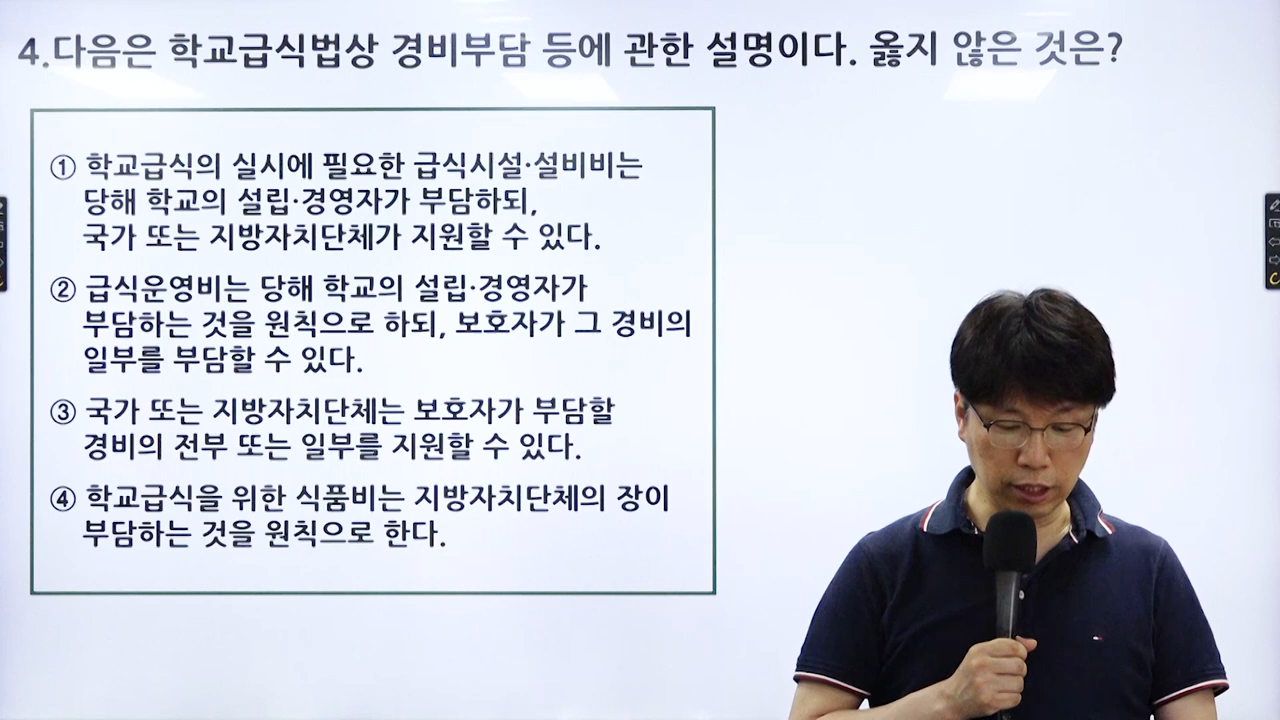 4.다음은 학교급식법상 경비부담 등에 관한 설명이다. 옳지 않은 것은?
① 학교급식의 실시에 필요한 급식시설·설비비는
당해 학교의 설립·경영자가 부담하되,
국가 또는 지방자치단체가 지원할 수 있다.
② 급식운영비는 당해 학교의 설립·경영자가
부담하는 것을 원칙으로 하되, 보호자가 그 경비의
일부를 부담할 수 있다.
③ 국가 또는 지방자치단체는 보호자가 부담할
경비의 전부 또는 일부를 지원할 수 있다.
④ 학교급식을 위한 식품비는 지방자치단체의 장이
부담하는 것을 원칙으로 한다.